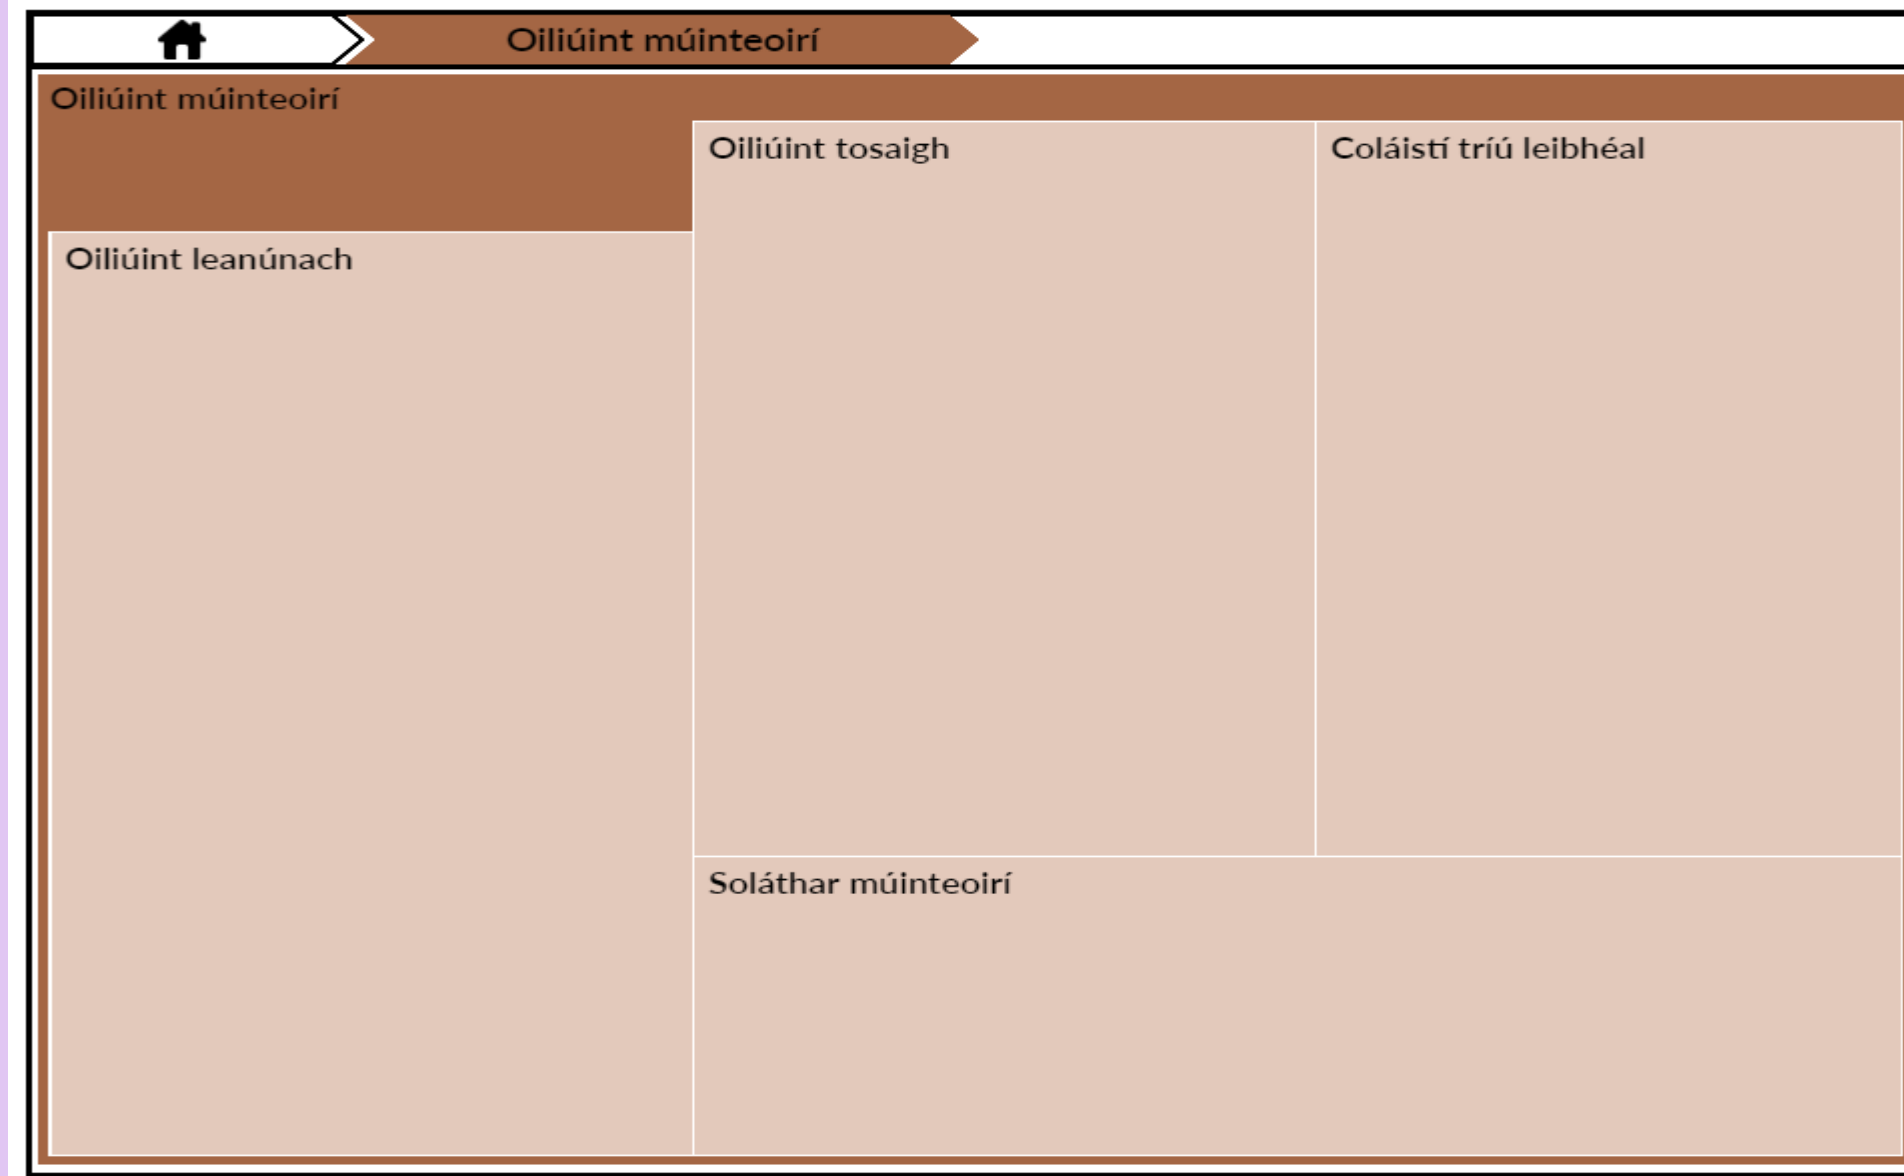 Oiliúint múinteoirí
Oiliúint múinteoirí
Oiliúint tosaigh
Coláistí tríú leibhéal
Oiliúint leanúnach
Soláthar múinteoirí